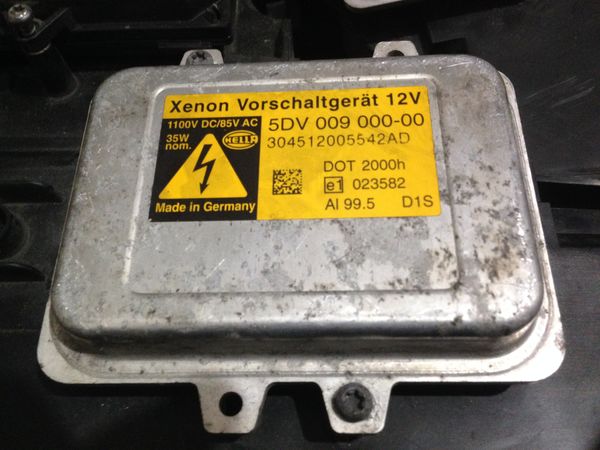 Xenon Vorschaltgerät 12V
1100V DC/85V AC
35W
nom.
HELLA
5DV 009 000-00
304512005542AD
DOT 2000h
e1 023582
Al 99.5 D1S
Made in Germany